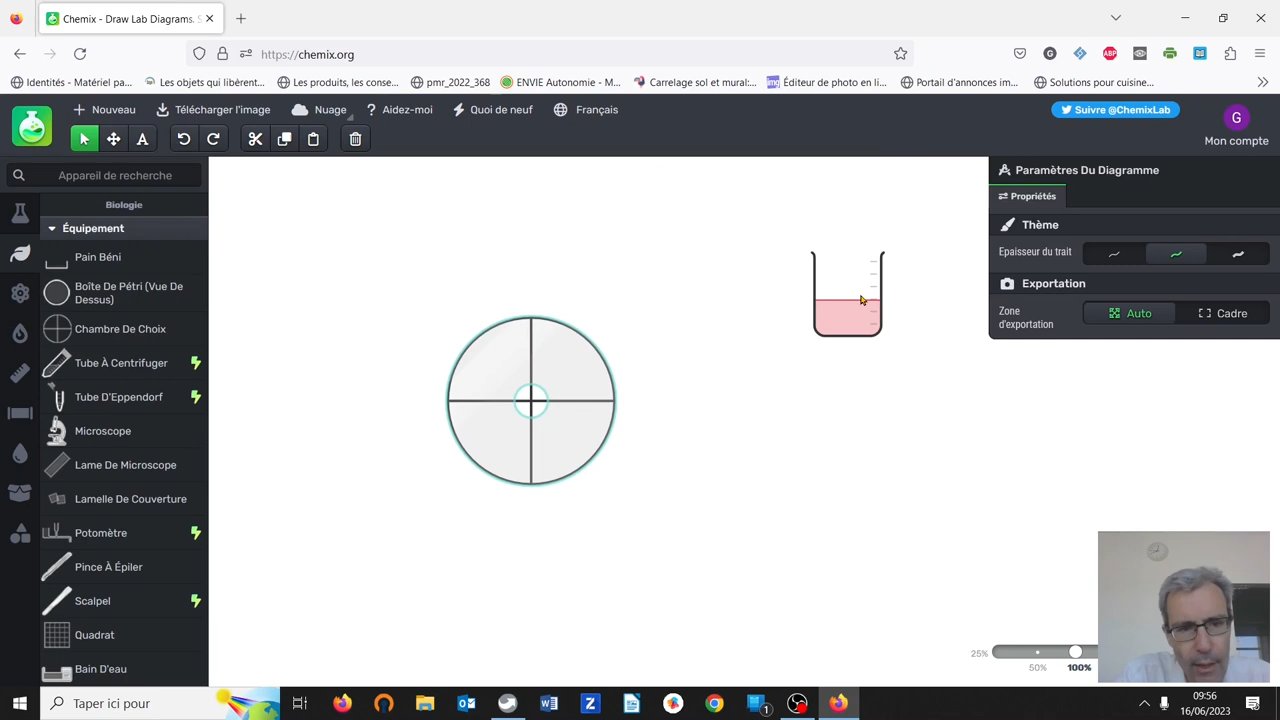 Chemix - Draw Lab Diagrams. S
https://chemix.org
Identités - Matériel pa...
Les objets qui libèrent...
Les produits, les conse...
pmr_2022_368
ENVIE Autonomie - M...
Carrelage sol et mural:...
Éditeur de photo en li...
Portail d'annonces im...
Solutions pour cuisine...
Nouveau
Télécharger l'image
Nuage
Aidez-moi
Quoi de neuf
Français
Suivre @ChemixLab
G
Mon compte
Appareil de recherche
Biologie
Équipement
Pain Béni
Boîte De Pétri (Vue De
Dessus)
Chambre De Choix
Tube À Centrifuger
Tube D'Eppendorf
Microscope
Lame De Microscope
Lamelle De Couverture
Potomètre
Pince À Épiler
Scalpel
Quadrat
Bain D'eau
Paramètres Du Diagramme
Propriétés
Thème
Epaisseur du trait
Exportation
Zone
d'exportation
Auto
Cadre
25%
50%
100%
Taper ici pour
09:56
16/06/2023